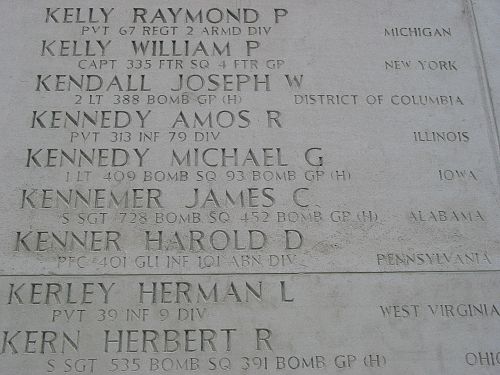 KELLY RAYMOND P
PVT 67 REGT 2 ARMD DIV MICHIGAN
KELLY WILLIAM P
CAPT 335 FTR SQ 4 FTR GP NEW YORK
KENDALL JOSEPH W
2 LT 388 BOMB GP (H) DISTRICT OF COLUMBIA
KENNEDY AMOS R
PVT 313 INF 79 DIV ILLINOIS
KENNEDY MICHAEL G
1 LT 409 BOMB SQ 93 BOMB GP (H) IOWA
KENNEMER JAMES C
S SGT 728 BOMB SQ 452 BOMB GP (H) ALABAMA
KENNER HAROLD D
PFC 401 GLI INF 101 ABN DIV PENNSYLVANIA
KERLEY HERMAN L
PVT 39 INF 9 DIV WEST VIRGINIA
KERN HERBERT R
S SGT 535 BOMB SQ 391 BOMB GP (H) OHIO